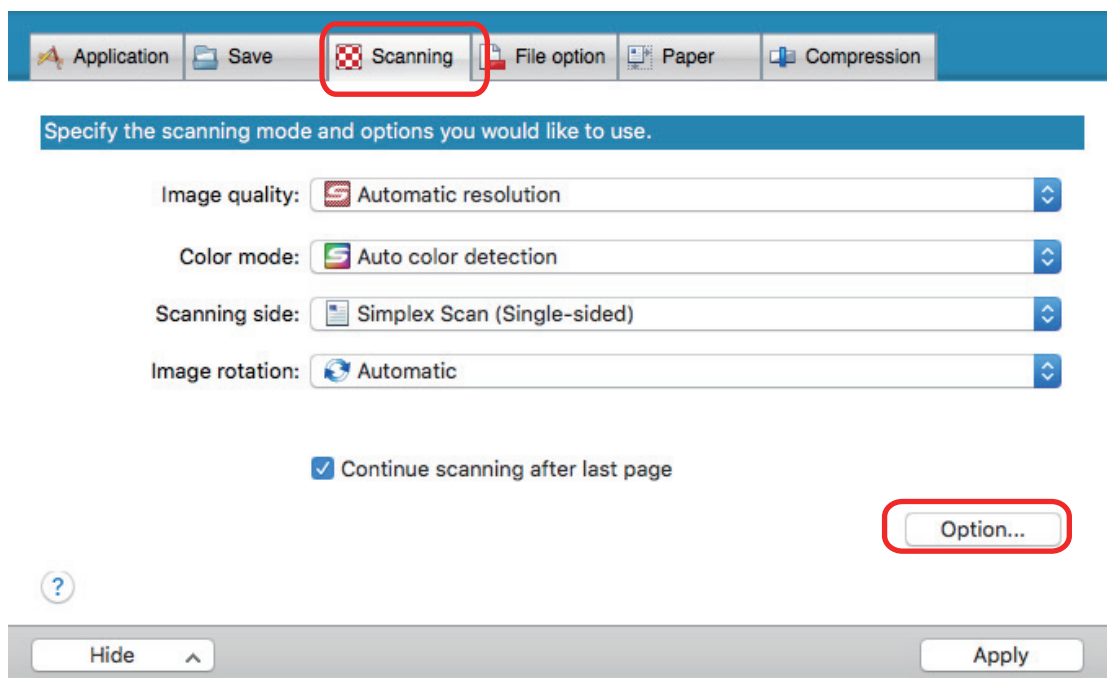 Application Save Scanning File option Paper Compression
Specify the scanning mode and options you would like to use.
Image quality: Automatic resolution
Color mode: Auto color detection
Scanning side: Simplex Scan (Single-sided)
Image rotation: Automatic
Continue scanning after last page
Option...
?
Hide Apply